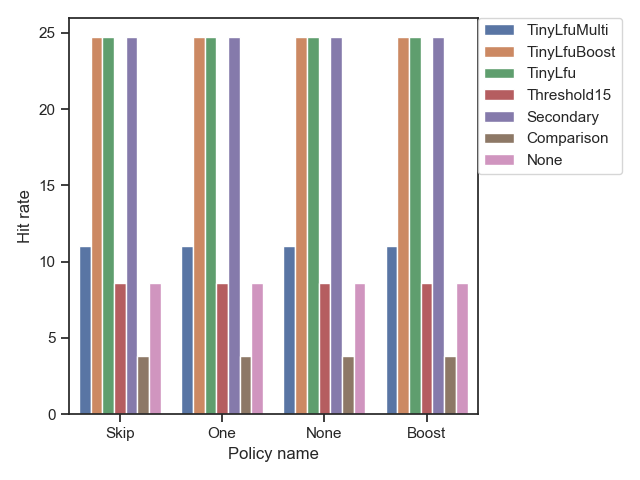 TinyLfuMulti
TinyLfuBoost
TinyLfu
Threshold15
Secondary
Comparison
None
25
20
15
10
5
0
Hit rate
Skip
One
None
Boost
Policy name